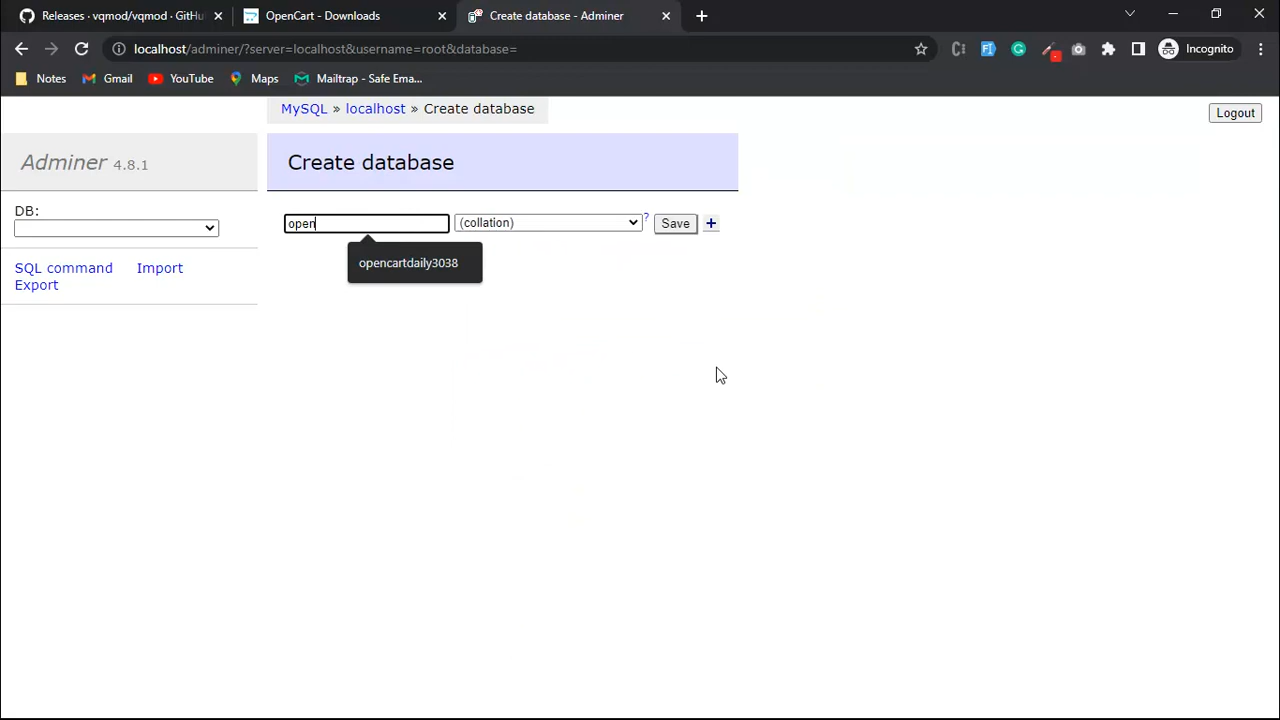 Releases · vqmod/vqmod · GitHu
OpenCart - Downloads
Create database - Adminer
localhost/adminer/?server=localhost&username=root&database=
Incognito
Notes
Gmail
YouTube
Maps
Mailtrap - Safe Ema...
MySQL » localhost » Create database
Logout
Adminer 4.8.1
Create database
DB:
open
(collation)
?
Save
+
opencartdaily3038
SQL command
Import
Export